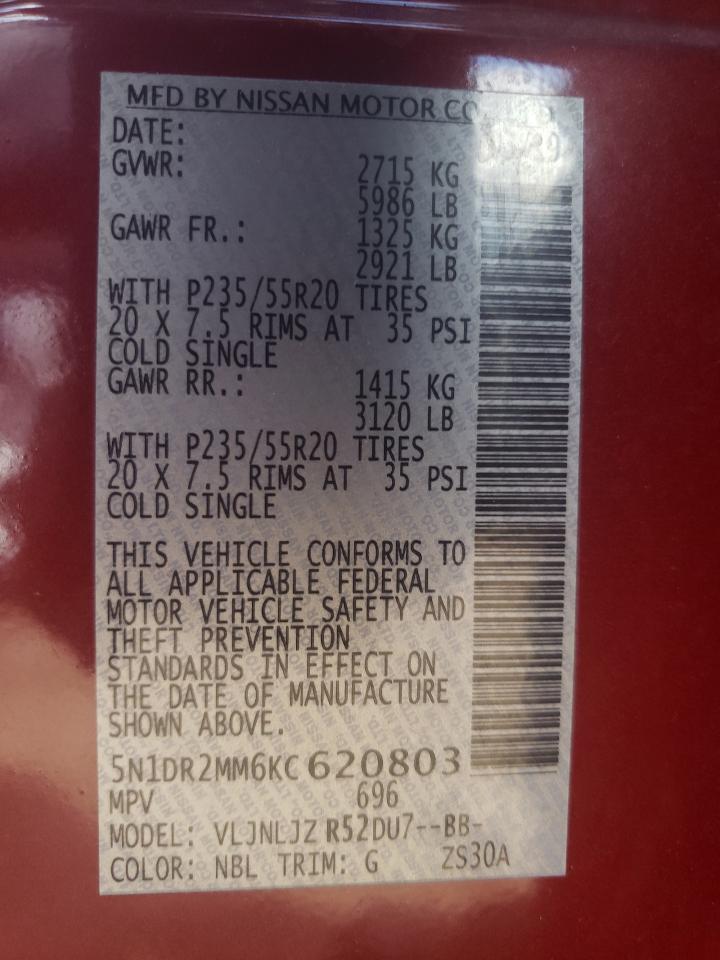 MFD BY NISSAN MOTOR CO
DATE:
GVWR: 2715 KG
5986 LB
GAWR FR.: 1325 KG
2921 LB
WITH P235/55R20 TIRES
20 X 7.5 RIMS AT 35 PSI
COLD SINGLE
GAWR RR.: 1415 KG
3120 LB
WITH P235/55R20 TIRES
20 X 7.5 RIMS AT 35 PSI
COLD SINGLE
THIS VEHICLE CONFORMS TO
ALL APPLICABLE FEDERAL
MOTOR VEHICLE SAFETY AND
THEFT PREVENTION
STANDARDS IN EFFECT ON
THE DATE OF MANUFACTURE
SHOWN ABOVE.
5N1DR2MM6KC620803
MPV 696
MODEL: VLJNLJZ R52DU7--BB-
COLOR: NBL TRIM: G ZS30A